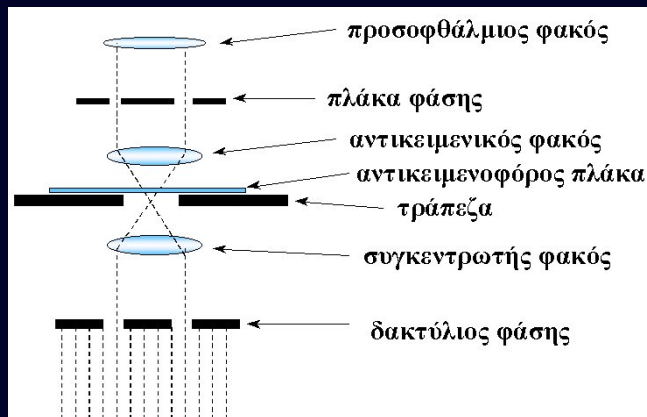 προσοφθάλμιος φακός
πλάκα φάσης
αντικειμενικός φακός
αντικειμενοφόρος πλάκα
τράπεζα
συγκεντρωτής φακός
δακτύλιος φάσης